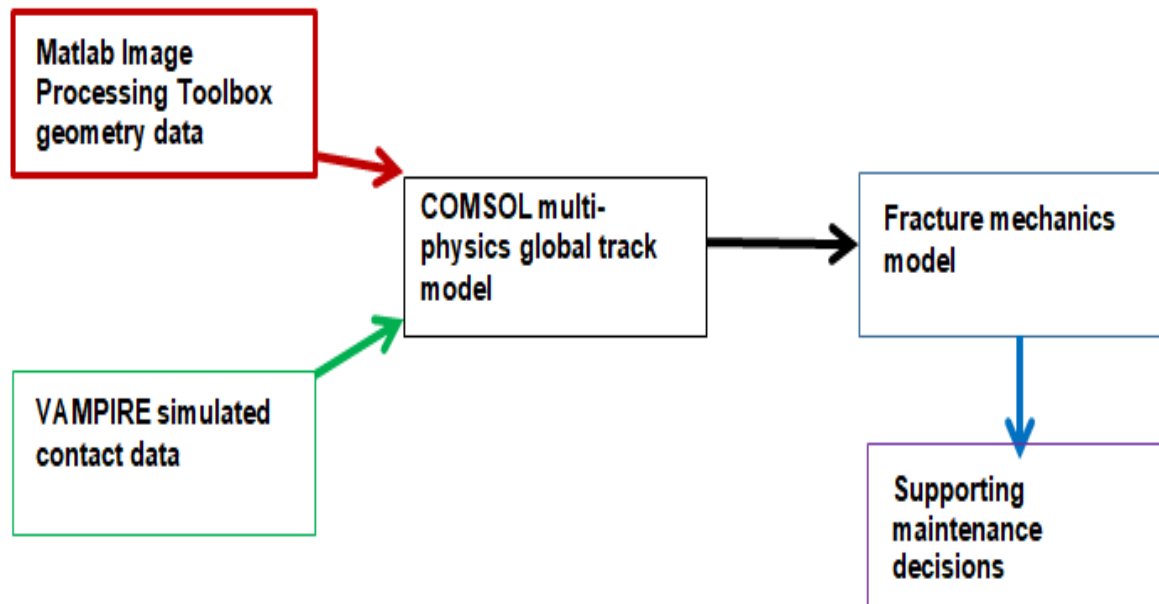 Matlab Image
Processing Toolbox
geometry data
COMSOL multi-
physics global track
model
Fracture mechanics
model
VAMPIRE simulated
contact data
Supporting
maintenance
decisions